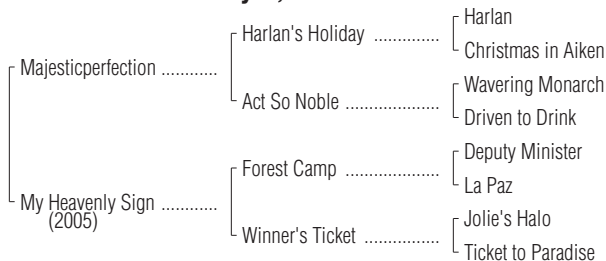 Harlan
Harlan's Holiday ..............
Christmas in Aiken
Majesticperfection ............
Wavering Monarch
Act So Noble ....................
Driven to Drink
Deputy Minister
Forest Camp ....................
La Paz
My Heavenly Sign ............
(2005)
Jolie's Halo
Winner's Ticket ................
Ticket to Paradise